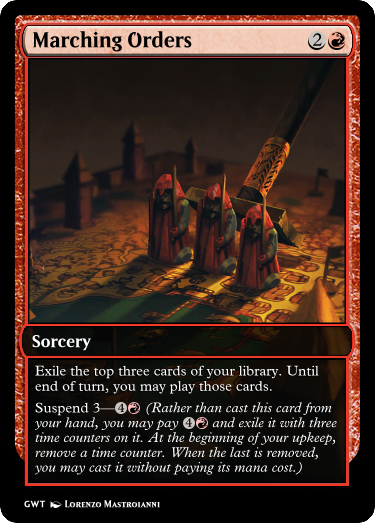 Marching Orders 2
Sorcery
Exile the top three cards of your library. Until
end of turn, you may play those cards.
Suspend 3—4 (Rather than cast this card from
your hand, you may pay 4 and exile it with three
time counters on it. At the beginning of your upkeep,
remove a time counter. When the last is removed,
you may cast it without paying its mana cost.)
GWT Lorenzo Mastroianni